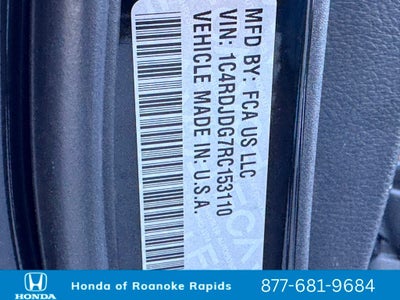 MFD BY: FCA US LLC
VIN: 1C4RDJDG7RC153110
VEHICLE MADE IN: U.S.A.
HONDA
Honda of Roanoke Rapids
877-681-9684